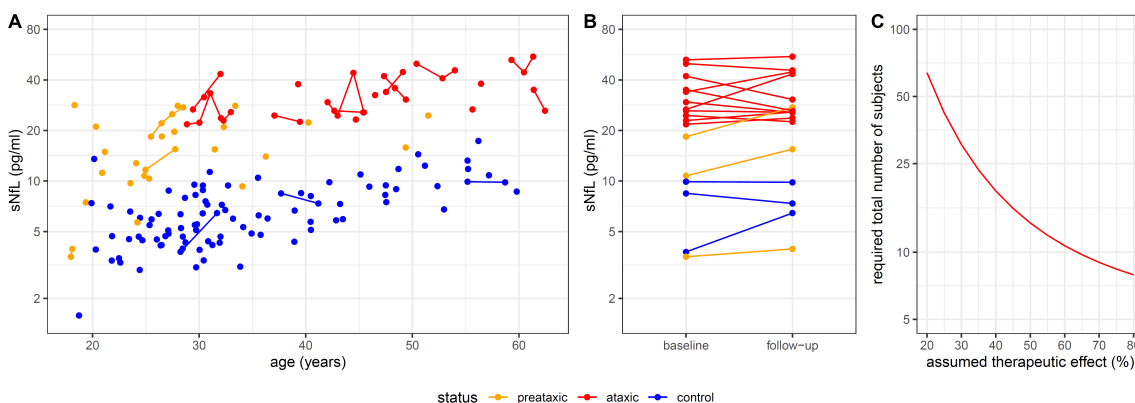 A
B
C
sNfL (pg/ml)
80
40
20
10
5
2
20
30
40
50
60
age (years)
sNfL (pg/ml)
80
40
20
10
5
2
baseline
follow−up
required total number of subjects
100
50
25
10
5
20
30
40
50
60
70
80
assumed therapeutic effect (%)
status
preataxic
ataxic
control